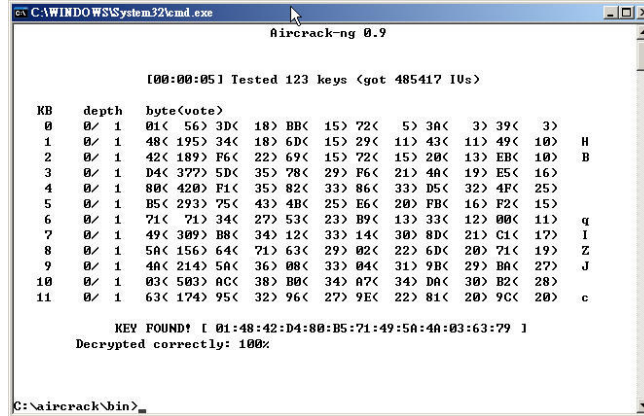 C:\WINDOWS\System32\cmd.exe
Aircrack-ng 0.9
[00:00:05] Tested 123 keys (got 485417 IVs)
KB depth byte(vote)
0 0/ 1 01( 56) 3D( 18) BB( 15) 72( 5) 3A( 3) 39( 3)
1 0/ 1 48( 195) 34( 18) 6D( 15) 29( 11) 43( 11) 49( 10) H
2 0/ 1 42( 189) F6( 22) 69( 15) 72( 15) 20( 13) EB( 10) B
3 0/ 1 D4( 377) 5D( 35) 78( 29) F6( 21) 4A( 19) E5( 16)
4 0/ 1 80( 420) F1( 35) 82( 33) 86( 33) D5( 32) 4F( 25)
5 0/ 1 B5( 293) 75( 43) 4B( 25) E6( 20) FB( 16) F2( 15)
6 0/ 1 71( 71) 34( 27) 53( 23) B9( 13) 33( 12) 00( 11) q
7 0/ 1 49( 309) B8( 34) 12( 33) 14( 30) 8D( 21) C1( 17) I
8 0/ 1 5A( 156) 64( 71) 63( 29) 02( 22) 6D( 20) 71( 19) Z
9 0/ 1 4A( 214) 5A( 36) 08( 33) 04( 31) 9B( 29) BA( 27) J
10 0/ 1 03( 503) AC( 38) B0( 34) A7( 34) DA( 30) B2( 28)
11 0/ 1 63( 174) 95( 32) 96( 27) 9E( 22) 81( 20) 9C( 20) c
KEY FOUND! [ 01:48:42:D4:80:B5:71:49:5A:4A:03:63:79 ]
Decrypted correctly: 100%
C:\aircrack\bin>_